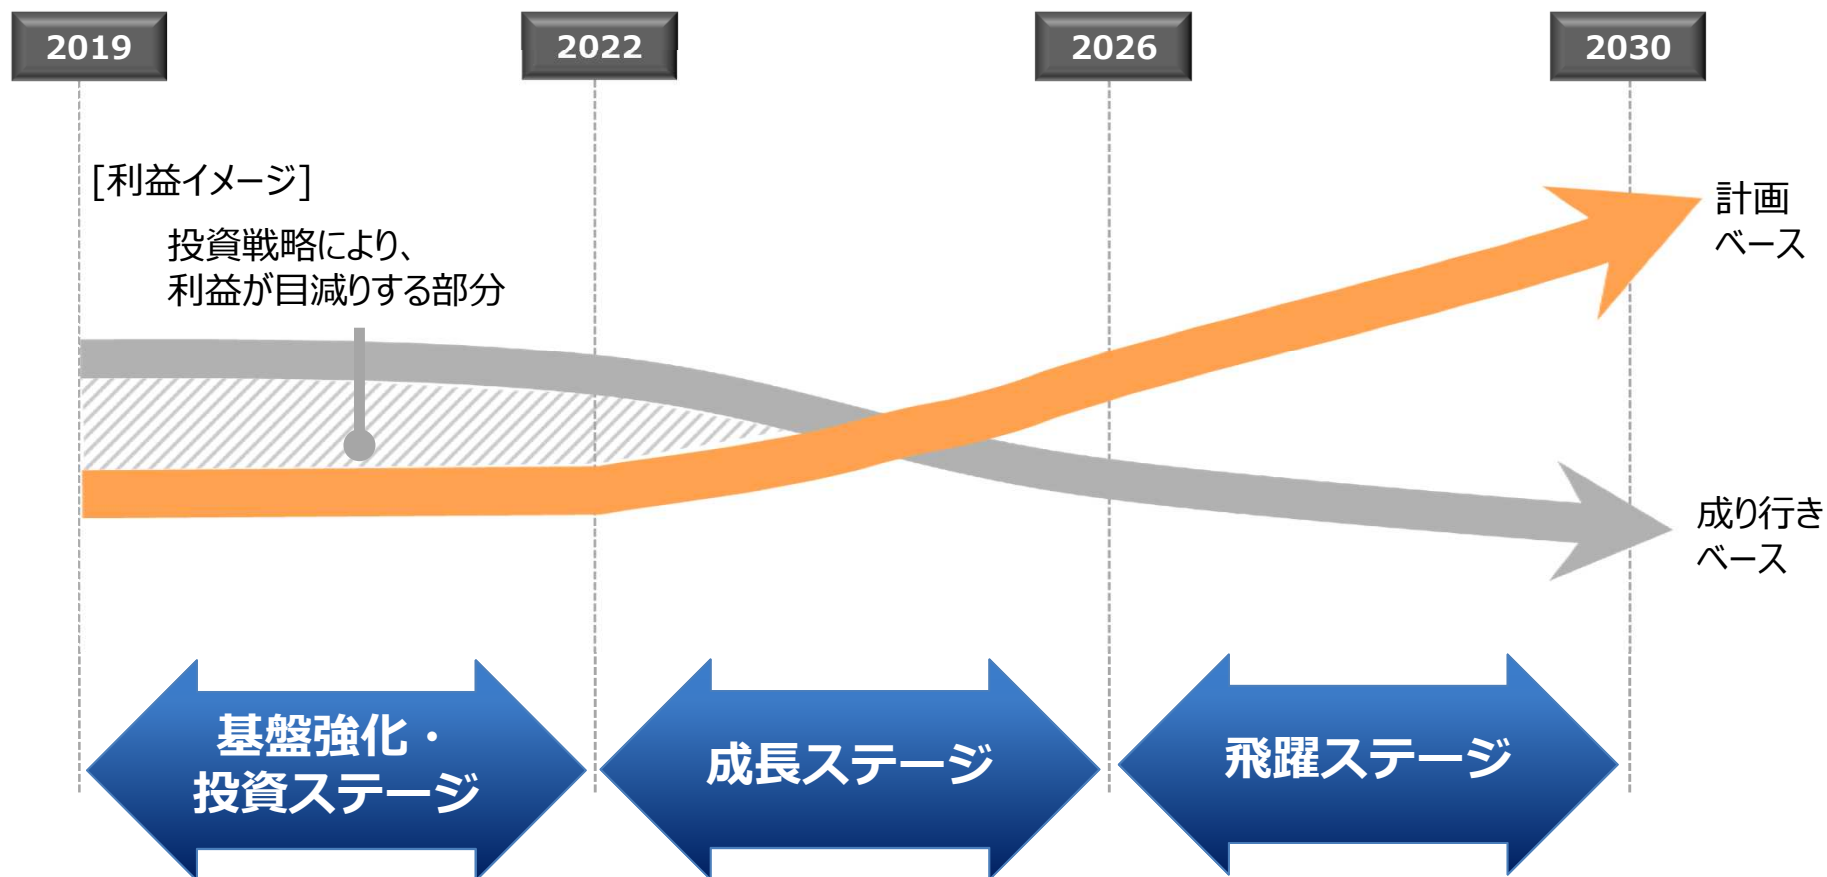 2019
2022
2026
2030
[利益イメージ]
投資戦略により、
利益が目減りする部分
計画
ベース
成り行き
ベース
基盤強化・
投資ステージ
成長ステージ
飛躍ステージ